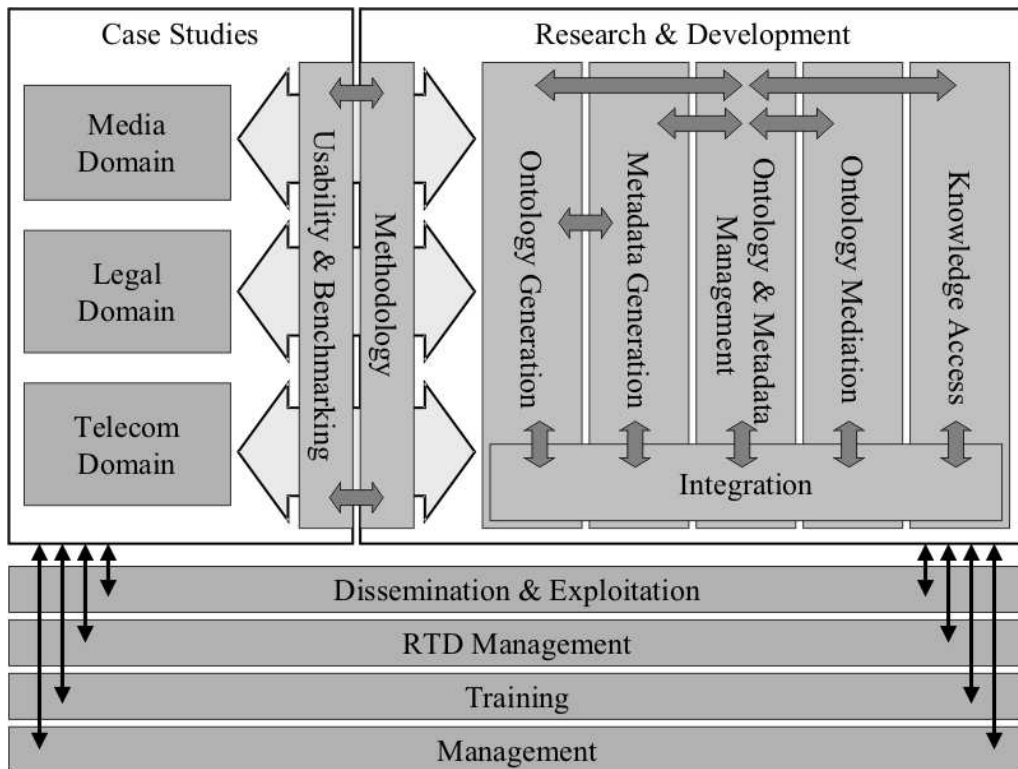 Case Studies
Research & Development
Media
Domain
Legal
Domain
Telecom
Domain
Usability & Benchmarking
Methodology
Ontology Generation
Metadata Generation
Ontology & Metadata
Management
Ontology Mediation
Knowledge Access
Integration
Dissemination & Exploitation
RTD Management
Training
Management